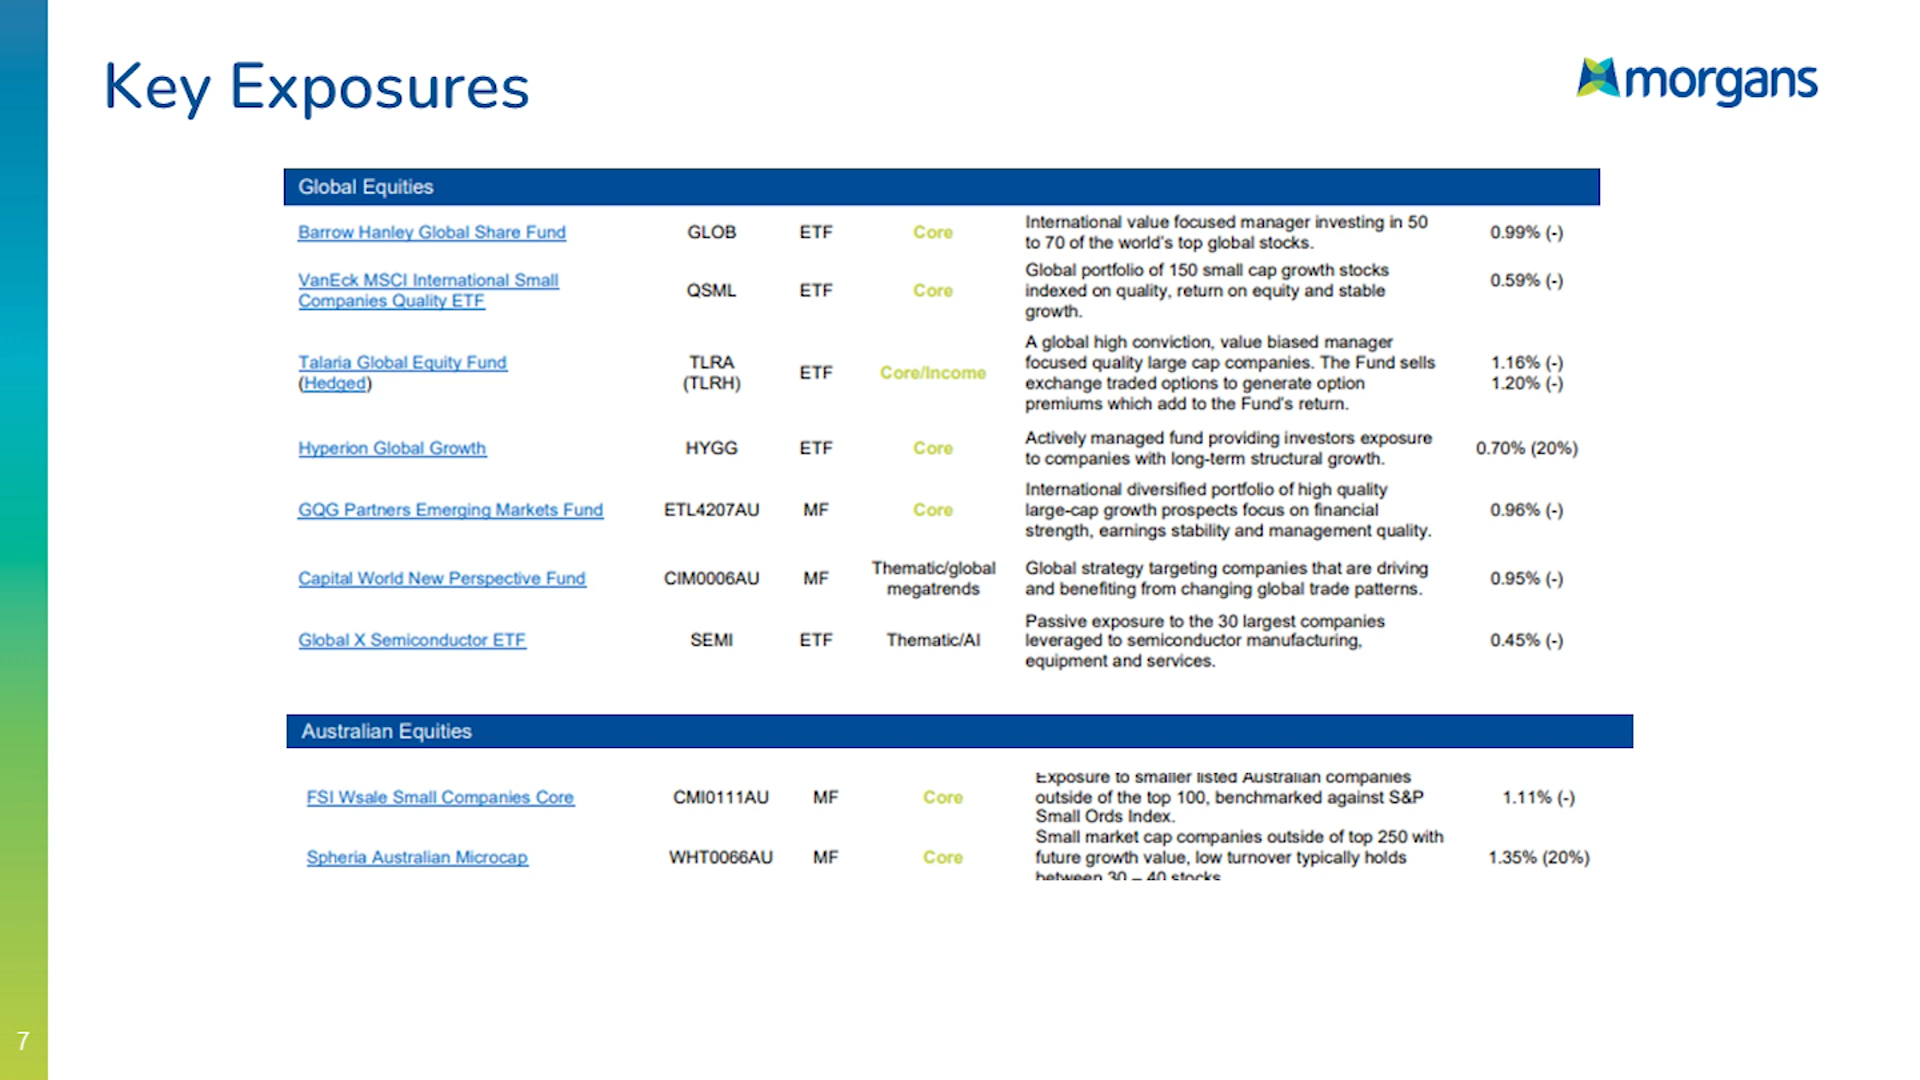 Key Exposures
morgans
Global Equities
Barrow Hanley Global Share Fund GLOB ETF Core International value focused manager investing in 50
to 70 of the world's top global stocks. 0.99% (-)
VanEck MSCI International Small
Companies Quality ETF QSML ETF Core Global portfolio of 150 small cap growth stocks
indexed on quality, return on equity and stable
growth. 0.59% (-)
Talaria Global Equity Fund
(Hedged) TLRA
(TLRH) ETF Core/Income A global high conviction, value biased manager
focused quality large cap companies. The Fund sells
exchange traded options to generate option
premiums which add to the Fund's return. 1.16% (-)
1.20% (-)
Hyperion Global Growth HYGG ETF Core Actively managed fund providing investors exposure
to companies with long-term structural growth. 0.70% (20%)
GQG Partners Emerging Markets Fund ETL4207AU MF Core International diversified portfolio of high quality
large-cap growth prospects focus on financial
strength, earnings stability and management quality. 0.96% (-)
Capital World New Perspective Fund CIM0006AU MF Thematic/global
megatrends Global strategy targeting companies that are driving
and benefiting from changing global trade patterns. 0.95% (-)
Global X Semiconductor ETF SEMI ETF Thematic/AI Passive exposure to the 30 largest companies
leveraged to semiconductor manufacturing,
equipment and services. 0.45% (-)
Australian Equities
FSI Wsale Small Companies Core CMI0111AU MF Core Exposure to smaller listed Australian companies
outside of the top 100, benchmarked against S&P
Small Ords Index. 1.11% (-)
Spheria Australian Microcap WHT0066AU MF Core Small market cap companies outside of top 250 with
future growth value, low turnover typically holds
between 30 – 40 stocks 1.35% (20%)
7